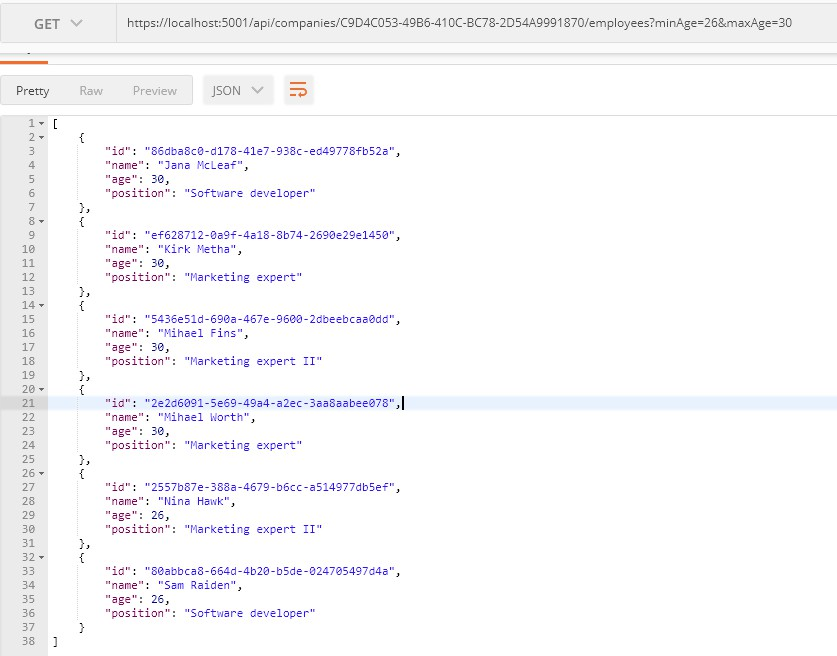 GET https://localhost:5001/api/companies/C9D4C053-49B6-410C-BC78-2D54A9991870/employees?minAge=26&maxAge=30
Pretty Raw Preview JSON
1 [
2 {
3 "id": "86dba8c0-d178-41e7-938c-ed49778fb52a",
4 "name": "Jana McLeaf",
5 "age": 30,
6 "position": "Software developer"
7 },
8 {
9 "id": "ef628712-0a9f-4a18-8b74-2690e29e1450",
10 "name": "Kirk Metha",
11 "age": 30,
12 "position": "Marketing expert"
13 },
14 {
15 "id": "5436e51d-690a-467e-9600-2dbeebcaa0dd",
16 "name": "Mihael Fins",
17 "age": 30,
18 "position": "Marketing expert II"
19 },
20 {
21 "id": "2e2d6091-5e69-49a4-a2ec-3aa8aabee078",
22 "name": "Mihael Worth",
23 "age": 30,
24 "position": "Marketing expert"
25 },
26 {
27 "id": "2557b87e-388a-4679-b6cc-a514977db5ef",
28 "name": "Nina Hawk",
29 "age": 26,
30 "position": "Marketing expert II"
31 },
32 {
33 "id": "80abbca8-664d-4b20-b5de-024705497d4a",
34 "name": "Sam Raiden",
35 "age": 26,
36 "position": "Software developer"
37 }
38 ]